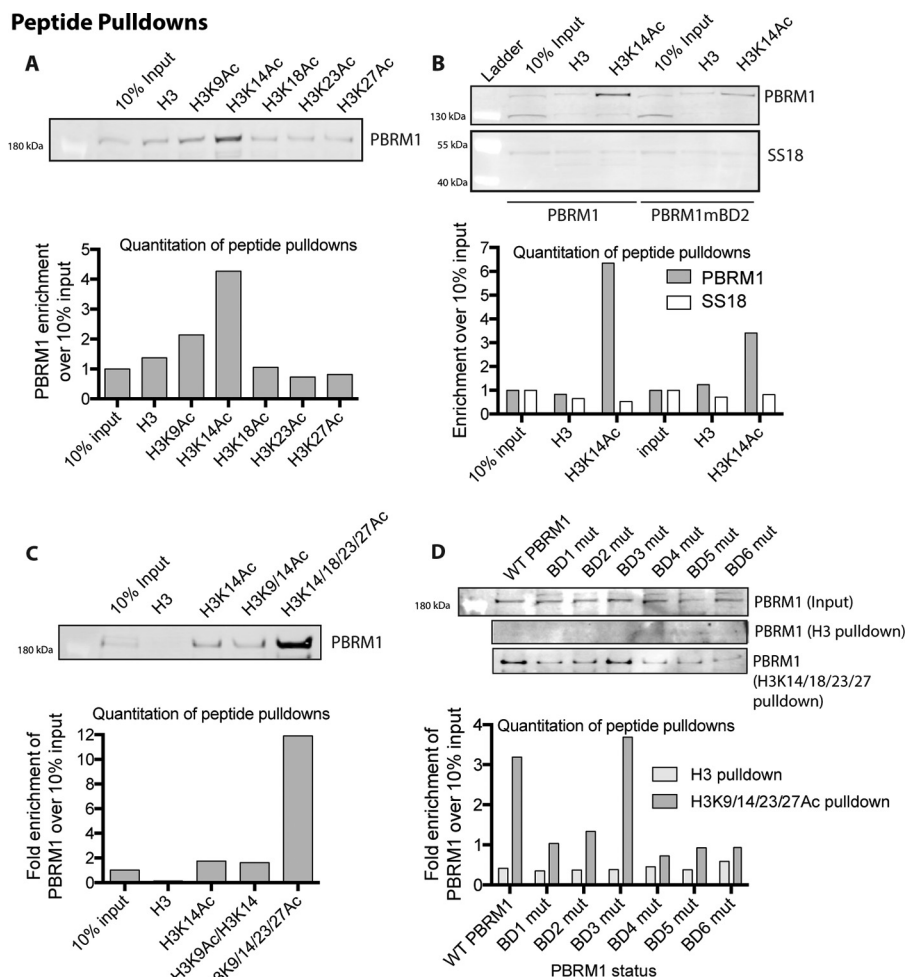 Peptide Pulldowns
A
10% Input
H3
H3K9Ac
H3K14Ac
H3K18Ac
H3K23Ac
H3K27Ac
180 kDa
PBRM1
Quantitation of peptide pulldowns
PBRM1 enrichment
over 10% input
5
4
3
2
1
0
10% input
H3
H3K9Ac
H3K14Ac
H3K18Ac
H3K23Ac
H3K27Ac
B
Ladder
10% Input
H3
H3K14Ac
10% Input
H3
H3K14Ac
130 kDa
PBRM1
55 kDa
40 kDa
SS18
PBRM1
PBRM1mBD2
Quantitation of peptide pulldowns
PBRM1
SS18
Enrichment over 10% input
7
6
5
4
3
2
1
0
10% input
H3
H3K14Ac
input
H3
H3K14Ac
C
10% Input
H3
H3K14Ac
H3K9/14Ac
H3K14/18/23/27Ac
180 kDa
PBRM1
Quantitation of peptide pulldowns
Fold enrichment of
PBRM1 over 10% input
12
10
8
6
4
2
0
10% input
H3
H3K14Ac
H3K9Ac/H3K14
3K9/14/23/27Ac
D
WT PBRM1
BD1 mut
BD2 mut
BD3 mut
BD4 mut
BD5 mut
BD6 mut
180 kDa
PBRM1 (Input)
PBRM1 (H3 pulldown)
PBRM1
(H3K14/18/23/27
pulldown)
Quantitation of peptide pulldowns
H3 pulldown
H3K9/14/23/27Ac pulldown
Fold enrichment of
PBRM1 over 10% input
4
3
2
1
0
WT PBRM1
BD1 mut
BD2 mut
BD3 mut
BD4 mut
BD5 mut
BD6 mut
PBRM1 status